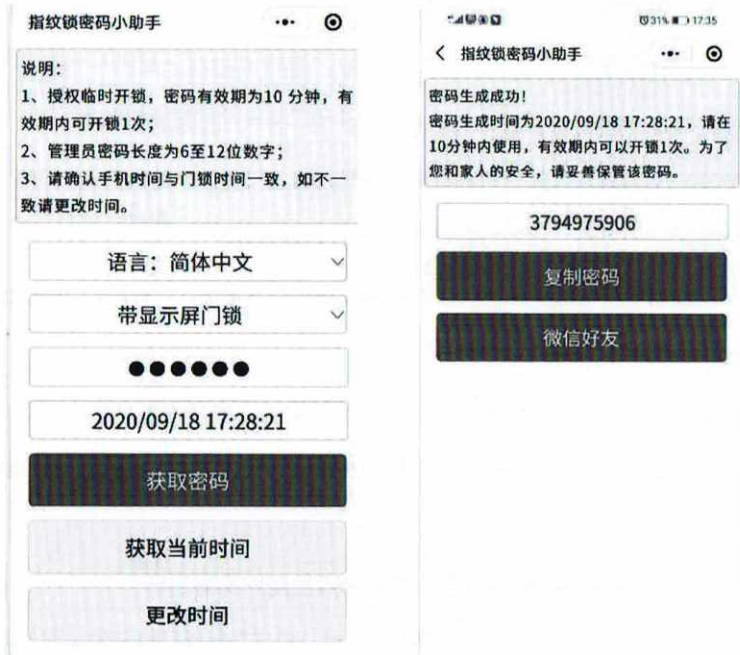 指纹锁密码小助手
说明：
1、授权临时开锁，密码有效期为10 分钟，有
效期内可开锁1次；
2、管理员密码长度为6至12位数字；
3、请确认手机时间与门锁时间一致，如不一
致请更改时间。
语言：简体中文
带显示屏门锁
●●●●●●
2020/09/18 17:28:21
获取密码
获取当前时间
更改时间
31% 17:35
指纹锁密码小助手
密码生成成功！
密码生成时间为2020/09/18 17:28:21，请在
10分钟内使用，有效期内可以开锁1次。为了
您和家人的安全，请妥善保管该密码。
3794975906
复制密码
微信好友